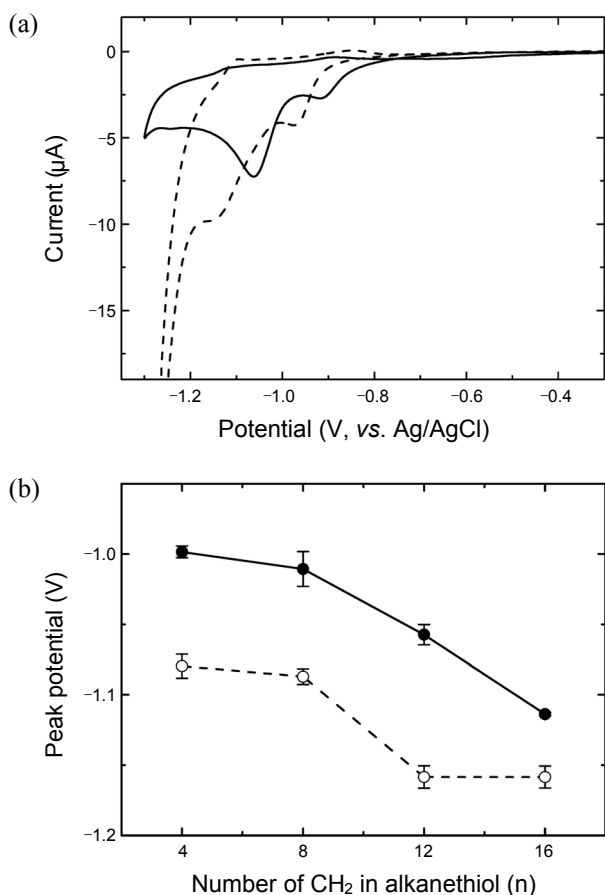 (a)
0
−5
−10
−15
Current (μA)
−1.2
−1.0
−0.8
−0.6
−0.4
Potential (V, vs. Ag/AgCl)
(b)
−1.0
−1.1
−1.2
Peak potential (V)
4
8
12
16
Number of CH₂ in alkanethiol (n)